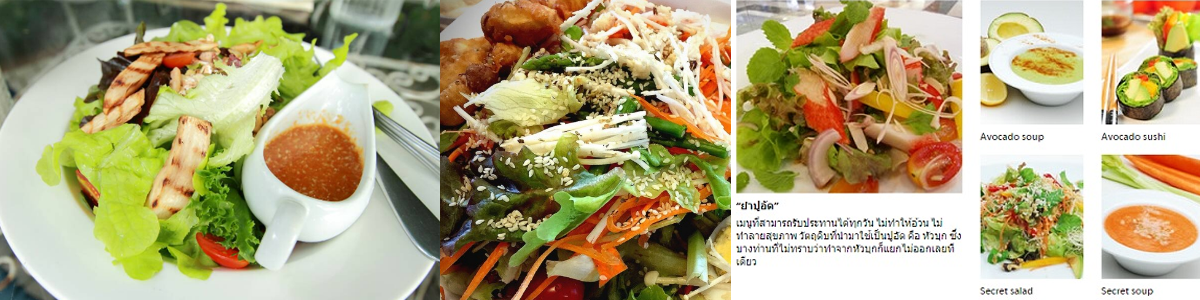 “ยำปูอัด”
เมนูที่สามารถรับประทานได้ทุกวัน ไม่ทำให้อ้วน ไม่
ทำลายสุขภาพ วัตถุดิบที่นำมาใช้เป็นปูอัด คือ หัวบุก ซึ่ง
บางท่านที่ไม่ทราบว่าทำจากหัวบุกก็แยกไม่ออกเลยที
เดียว
Avocado soup
Avocado sushi
Secret salad
Secret soup